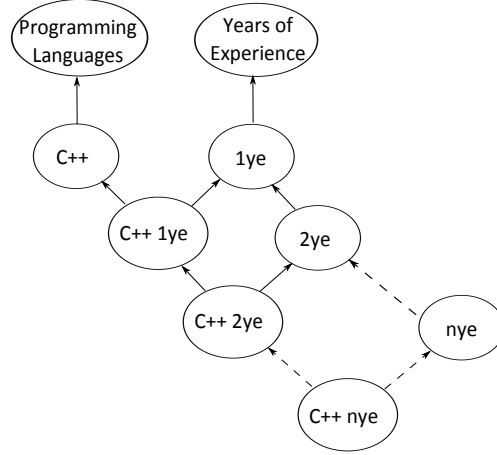 Programming
Languages
Years of
Experience
C++
1ye
C++ 1ye
2ye
C++ 2ye
nye
C++ nye